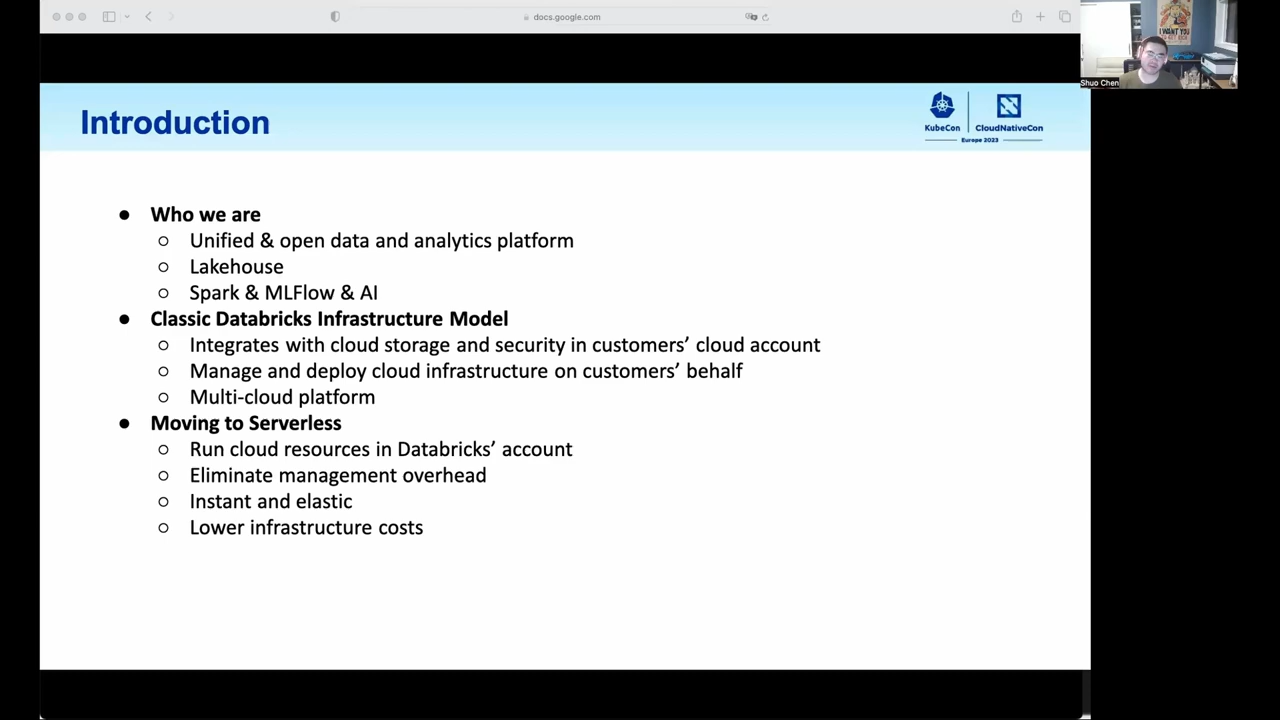 docs.google.com
I WANT YOU
Shuo Chen
Introduction
KubeCon
CloudNativeCon
Europe 2023
● Who we are
○ Unified & open data and analytics platform
○ Lakehouse
○ Spark & MLFlow & AI
● Classic Databricks Infrastructure Model
○ Integrates with cloud storage and security in customers’ cloud account
○ Manage and deploy cloud infrastructure on customers’ behalf
○ Multi-cloud platform
● Moving to Serverless
○ Run cloud resources in Databricks’ account
○ Eliminate management overhead
○ Instant and elastic
○ Lower infrastructure costs